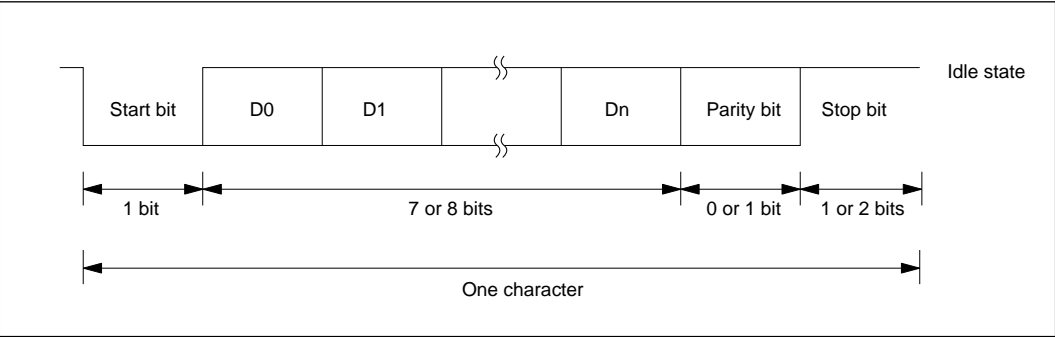 Idle state
Start bit D0 D1 Dn Parity bit Stop bit
1 bit 7 or 8 bits 0 or 1 bit 1 or 2 bits
One character